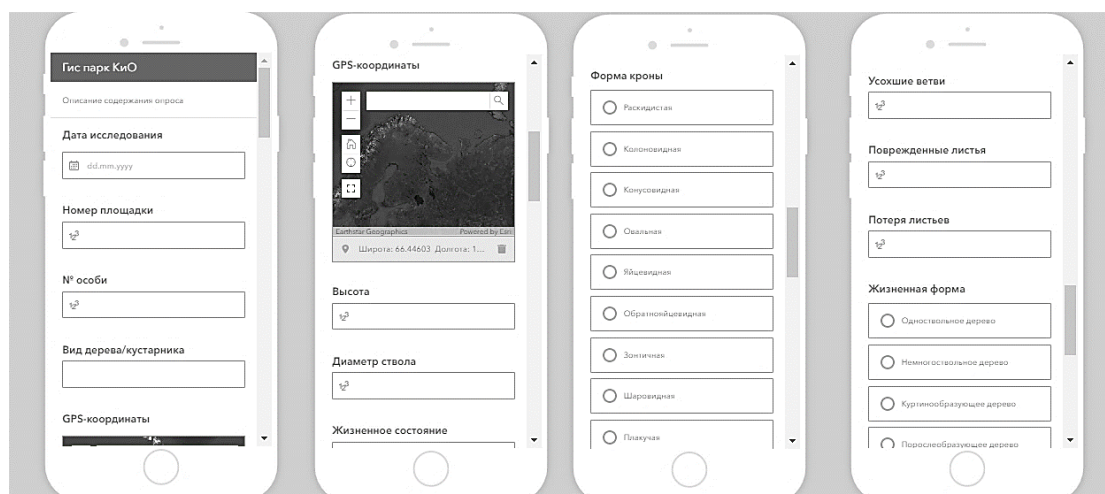 Гис парк КиО
Описание содержания опроса
Дата исследования
dd.mm.yyyy
Номер площадки
№ особи
Вид дерева/кустарника
GPS-координаты
GPS-координаты
Earthstar Geographics
Powered by Esri
Широта: 66.44603 Долгота: 1...
Высота
Диаметр ствола
Жизненное состояние
Форма кроны
Раскидистая
Колоновидная
Конусовидная
Овальная
Яйцевидная
Обратнояйцевидная
Зонтичная
Шаровидная
Плакучая
Усохшие ветви
Поврежденные листья
Потеря листьев
Жизненная форма
Одноствольное дерево
Немногоствольное дерево
Куртинообразующее дерево
Порослеобразующее дерево